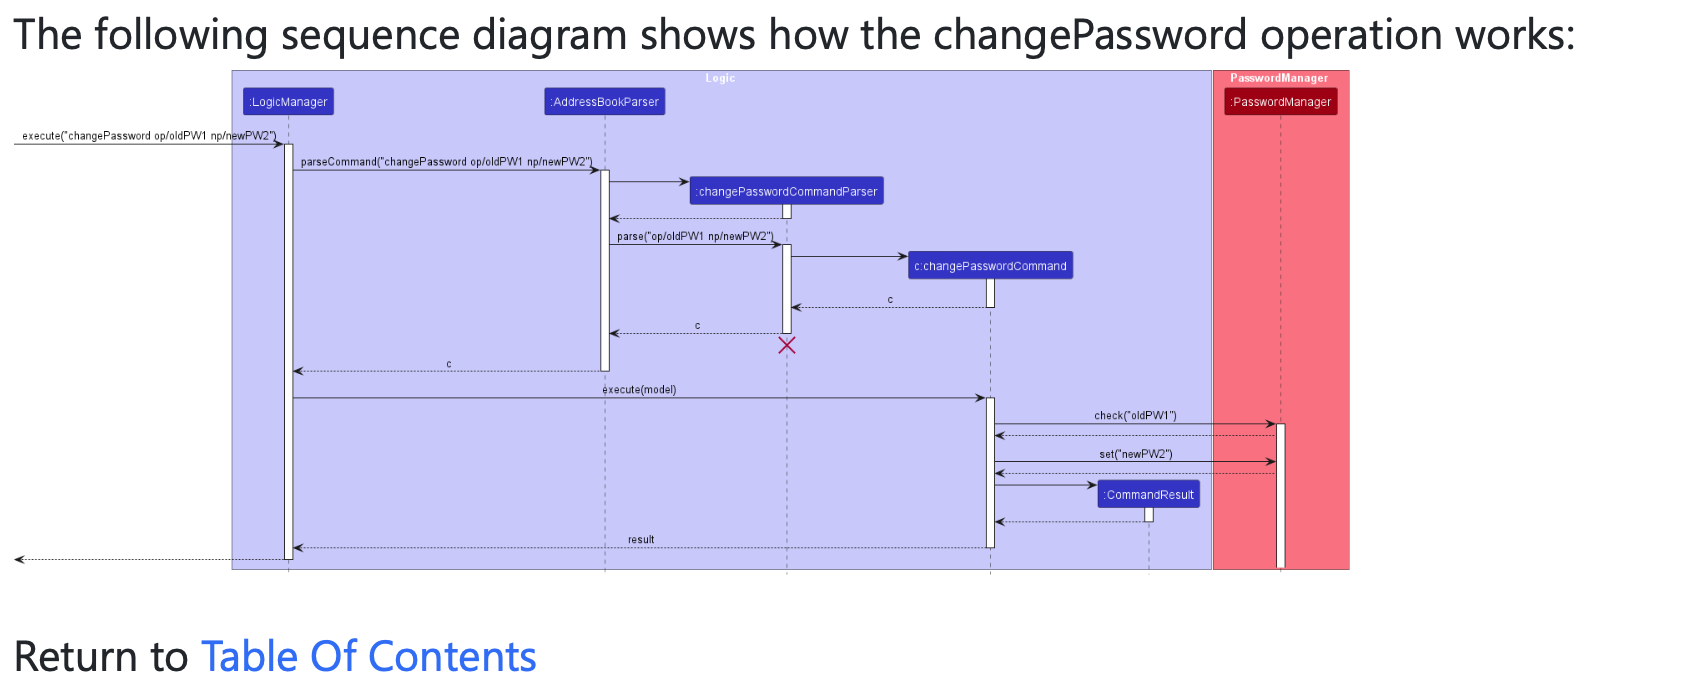 The following sequence diagram shows how the changePassword operation works:
Logic
PasswordManager
:LogicManager
:AddressBookParser
:PasswordManager
execute("changePassword op/oldPW1 np/newPW2")
parseCommand("changePassword op/oldPW1 np/newPW2")
:changePasswordCommandParser
parse("op/oldPW1 np/newPW2")
c:changePasswordCommand
c
c
c
execute(model)
check("oldPW1")
set("newPW2")
:CommandResult
result
Return to Table Of Contents